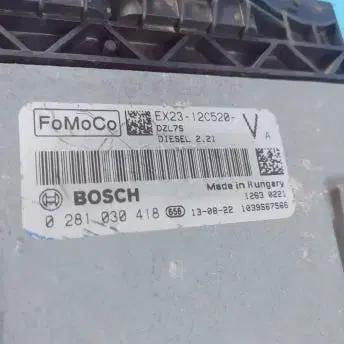 FoMoCo
EX23-12C520-
DZL7S
V A
DIESEL 2.2l
Made in Hungary
BOSCH
1263 0221
0 281 030 418 656 13-08-22 1039S67566